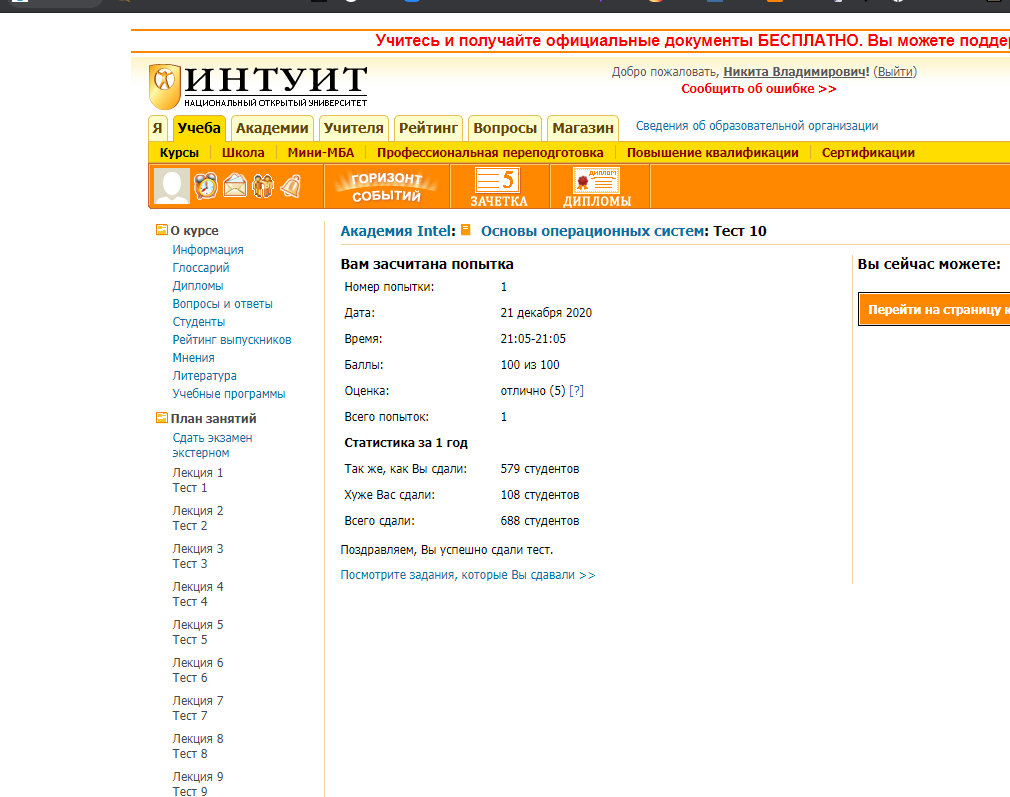 Учитесь и получайте официальные документы БЕСПЛАТНО. Вы можете
ИНТУИТ
НАЦИОНАЛЬНЫЙ ОТКРЫТЫЙ УНИВЕРСИТЕТ
Добро пожаловать, Никита Владимирович! (Выйти)
Сообщить об ошибке >>
Я Учеба Академии Учителя Рейтинг Вопросы Магазин Сведения об образовательной организации
Курсы Школа Мини-МБА Профессиональная переподготовка Повышение квалификации Сертификации
ГОРИЗОНТ
СОБЫТИЙ
5
ЗАЧЕТКА
ДИПЛОМ
ДИПЛОМЫ
О курсе
Информация
Глоссарий
Дипломы
Вопросы и ответы
Студенты
Рейтинг выпускников
Мнения
Литература
Учебные программы
План занятий
Сдать экзамен
экстерном
Лекция 1
Тест 1
Лекция 2
Тест 2
Лекция 3
Тест 3
Лекция 4
Тест 4
Лекция 5
Тест 5
Лекция 6
Тест 6
Лекция 7
Тест 7
Лекция 8
Тест 8
Лекция 9
Тест 9
Академия Intel: Основы операционных систем: Тест 10
Вам засчитана попытка
Номер попытки: 1
Дата: 21 декабря 2020
Время: 21:05-21:05
Баллы: 100 из 100
Оценка: отлично (5) [?]
Всего попыток: 1
Статистика за 1 год
Так же, как Вы сдали: 579 студентов
Хуже Вас сдали: 108 студентов
Всего сдали: 688 студентов
Поздравляем, Вы успешно сдали тест.
Посмотрите задания, которые Вы сдавали >>
Вы сейчас можете:
Перейти на страницу